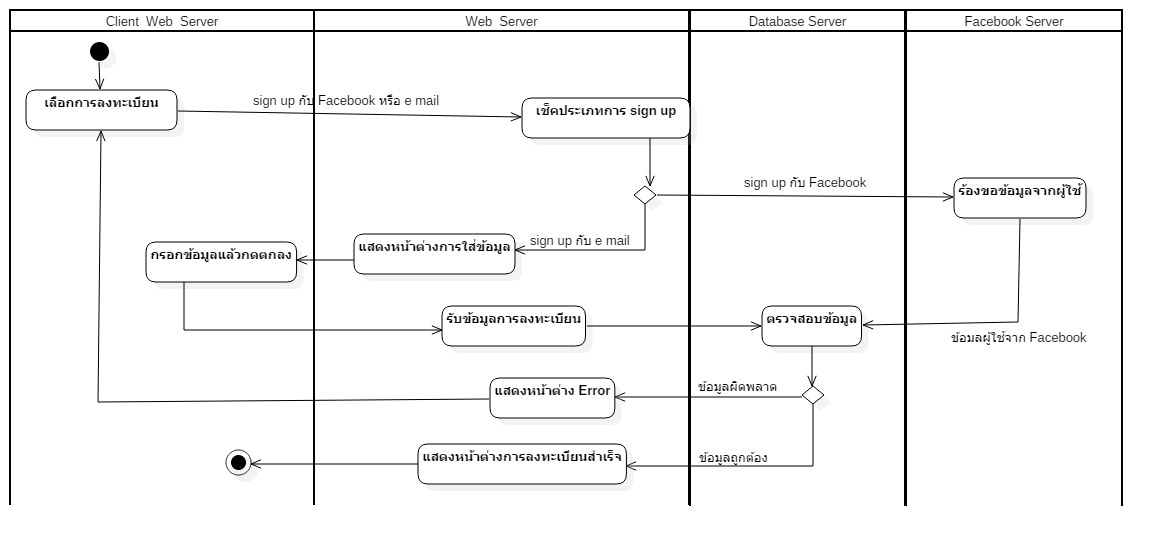 Client Web Server
Web Server
Database Server
Facebook Server
เลือกการลงทะเบียน
sign up กับ Facebook หรือ e mail
เช็คประเภทการ sign up
sign up กับ Facebook
ร้องขอข้อมูลจากผู้ใช้
sign up กับ e mail
แสดงหน้าต่างการใส่ข้อมูล
กรอกข้อมูลแล้วกดตกลง
รับข้อมูลการลงทะเบียน
ตรวจสอบข้อมูล
ข้อมลผู้ใช้จาก Facebook
แสดงหน้าต่าง Error
ข้อมูลผิดพลาด
แสดงหน้าต่างการลงทะเบียนสำเร็จ
ข้อมูลถูกต้อง